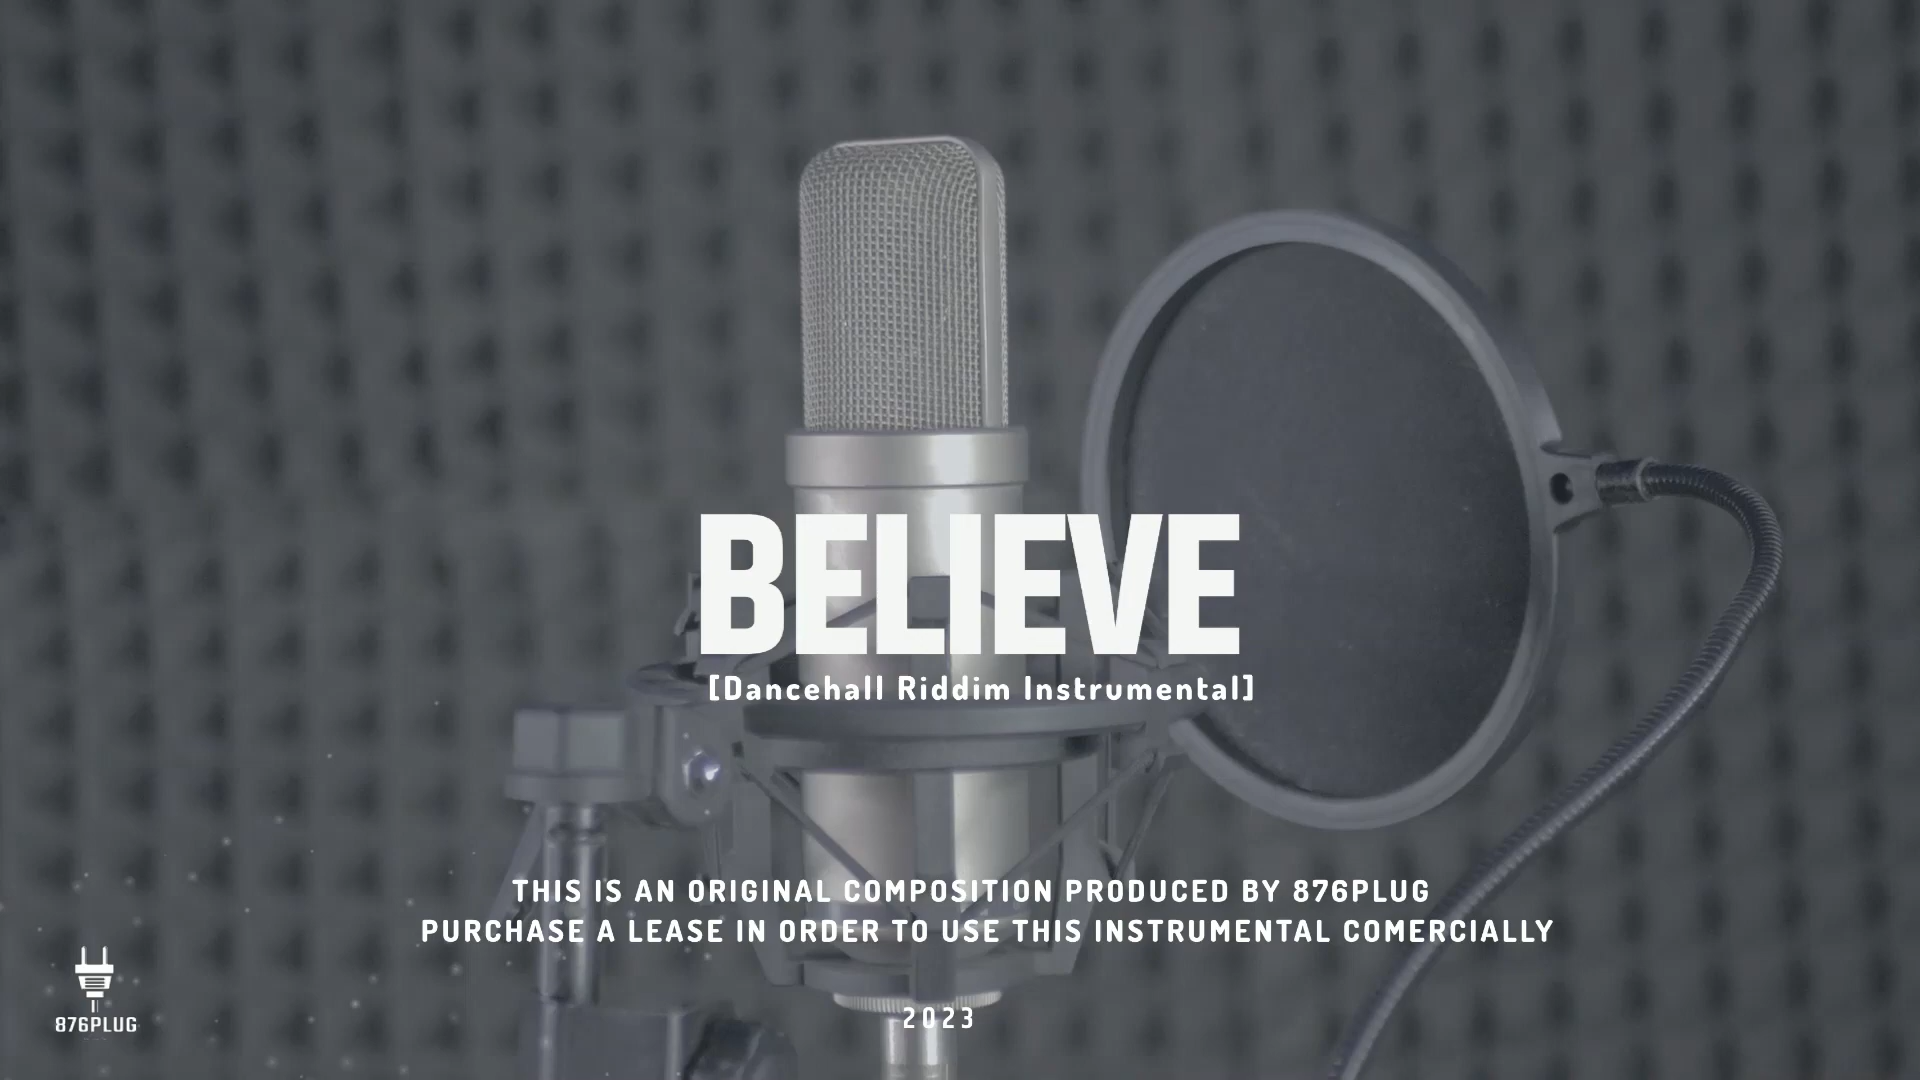 BELIEVE
[Dancehall Riddim Instrumental]
THIS IS AN ORIGINAL COMPOSITION PRODUCED BY 876PLUG
PURCHASE A LEASE IN ORDER TO USE THIS INSTRUMENTAL COMERCIALLY
876PLUG
2023